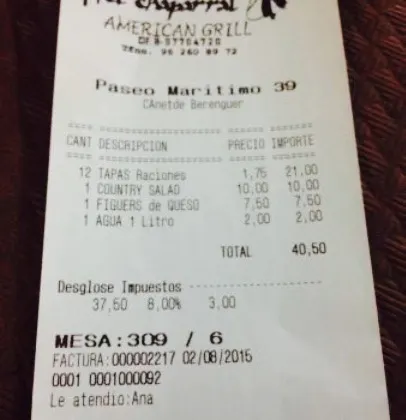 AMERICAN GRILL
Paseo Maritimo 39
CAnetde Berenguer
CANT DESCRIPCION PRECIO IMPORTE
12 TAPAS Raciones 1,75 21,00
1 COUNTRY SALAD 10,00 10,00
1 FIGUERS de QUESO 7,50 7,50
1 AGUA 1 Litro 2,00 2,00
TOTAL 40,50
Desglose Impuestos
37,50 8,00% 3,00
MESA:309 / 6
FACTURA:000002217 02/08/2015
0001 0001000092
Le atendio:Ana